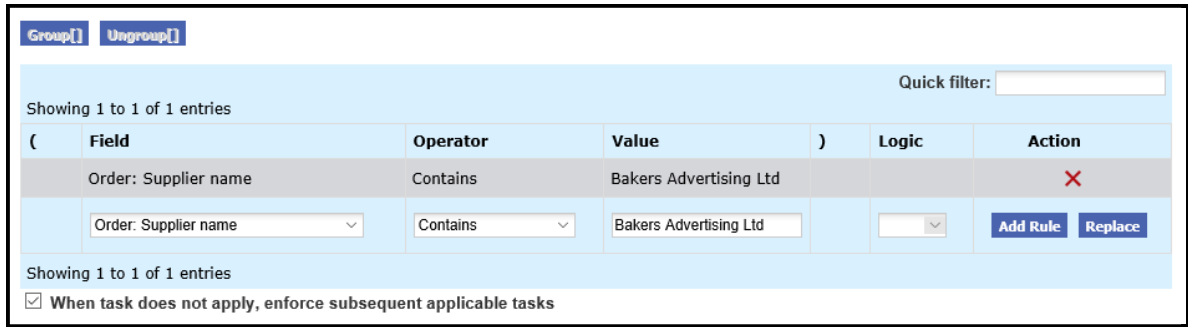 Group[] Ungroup[]
Quick filter:
Showing 1 to 1 of 1 entries
( Field Operator Value ) Logic Action
Order: Supplier name Contains Bakers Advertising Ltd
Order: Supplier name Contains Bakers Advertising Ltd Add Rule Replace
Showing 1 to 1 of 1 entries
When task does not apply, enforce subsequent applicable tasks